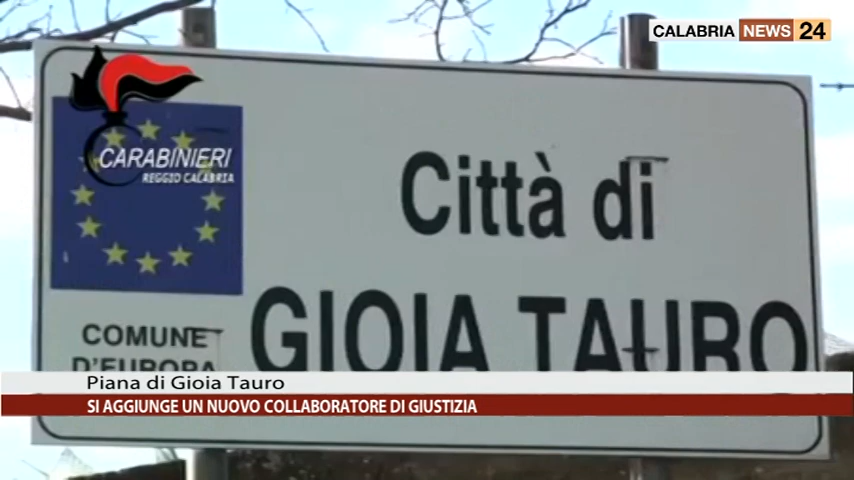 CALABRIA NEWS 24
CARABINIERI
REGGIO CALABRIA
Città di
GIOIA TAURO
COMUNE
D'EUROPA
Piana di Gioia Tauro
SI AGGIUNGE UN NUOVO COLLABORATORE DI GIUSTIZIA